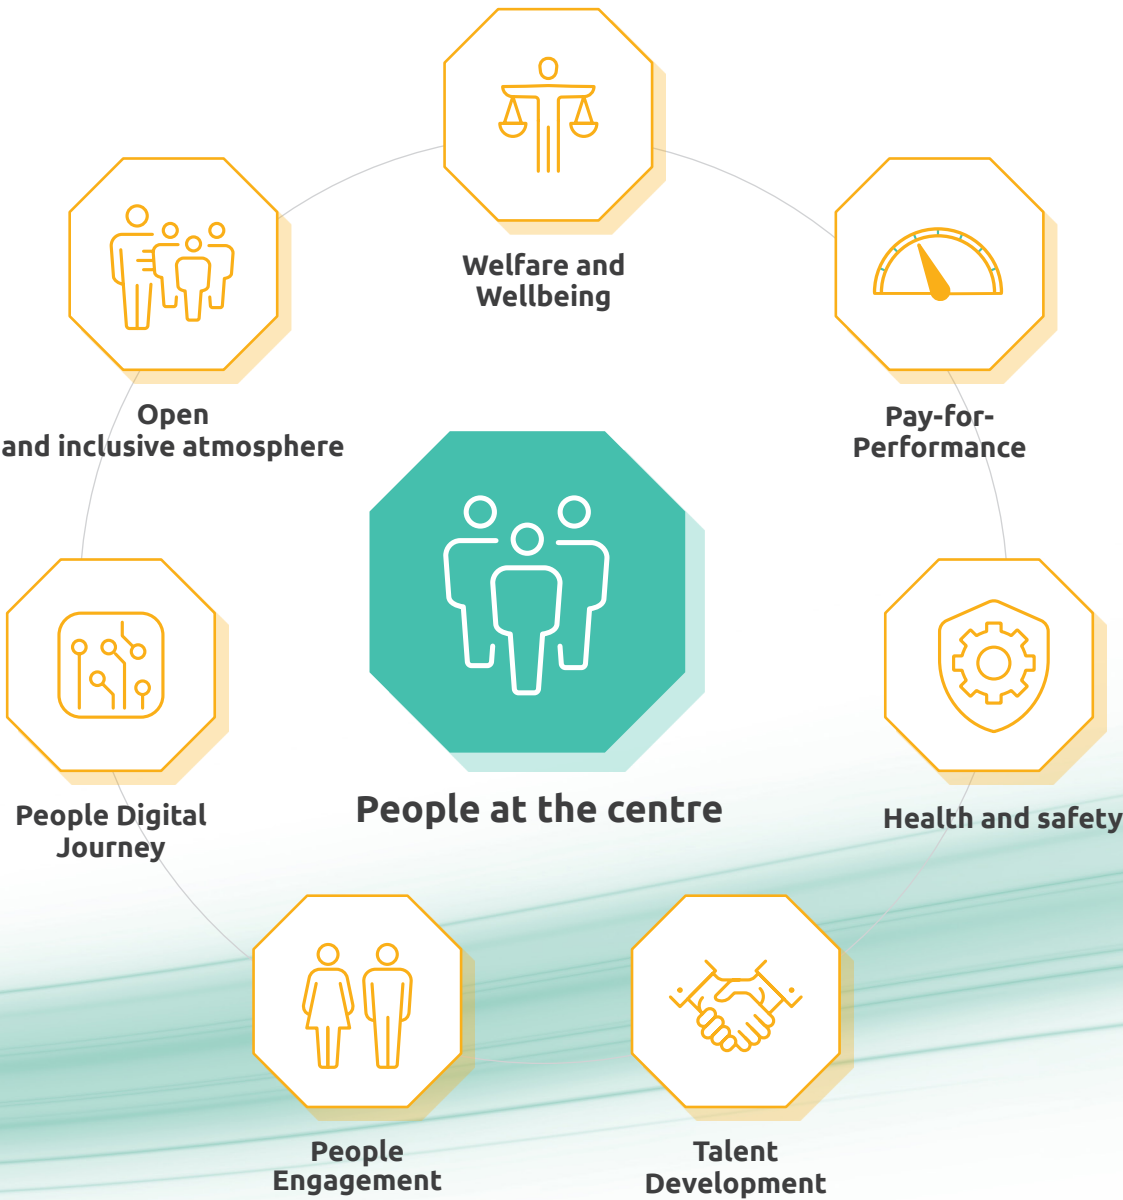 Welfare and
Wellbeing
Open
and inclusive atmosphere
Pay-for-
Performance
People at the centre
People Digital
Journey
Health and safety
People
Engagement
Talent
Development